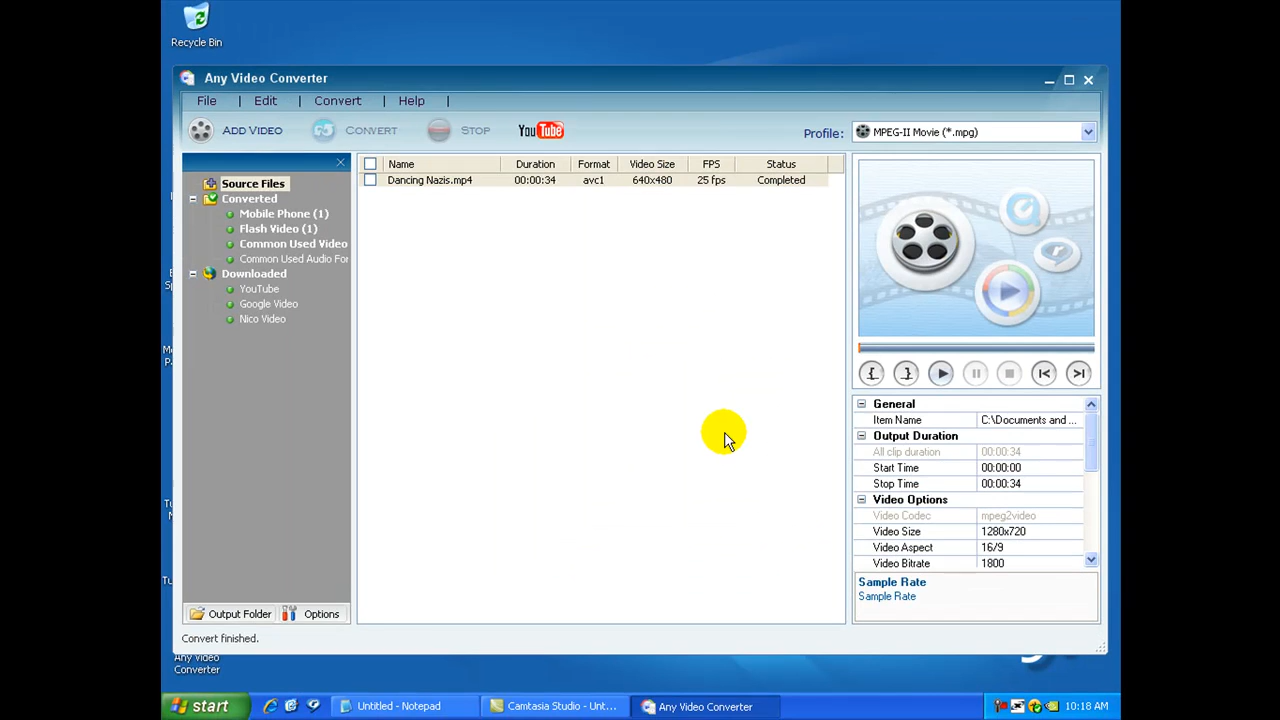 Recycle Bin
Any Video Converter
File | Edit | Convert | Help |
ADD VIDEO CONVERT STOP YouTube Profile: MPEG-II Movie (*.mpg)
Name Duration Format Video Size FPS Status
Dancing Nazis.mp4 00:00:34 avc1 640x480 25 fps Completed
Source Files
Converted
Mobile Phone (1)
Flash Video (1)
Common Used Video
Common Used Audio For
Downloaded
YouTube
Google Video
Nico Video
General
Item Name C:\Documents and ...
Output Duration
All clip duration 00:00:34
Start Time 00:00:00
Stop Time 00:00:34
Video Options
Video Codec mpeg2video
Video Size 1280x720
Video Aspect 16/9
Video Bitrate 1800
Sample Rate
Sample Rate
Output Folder Options
Convert finished.
Any Video
Converter
start Untitled - Notepad Camtasia Studio - Unt... Any Video Converter 10:18 AM